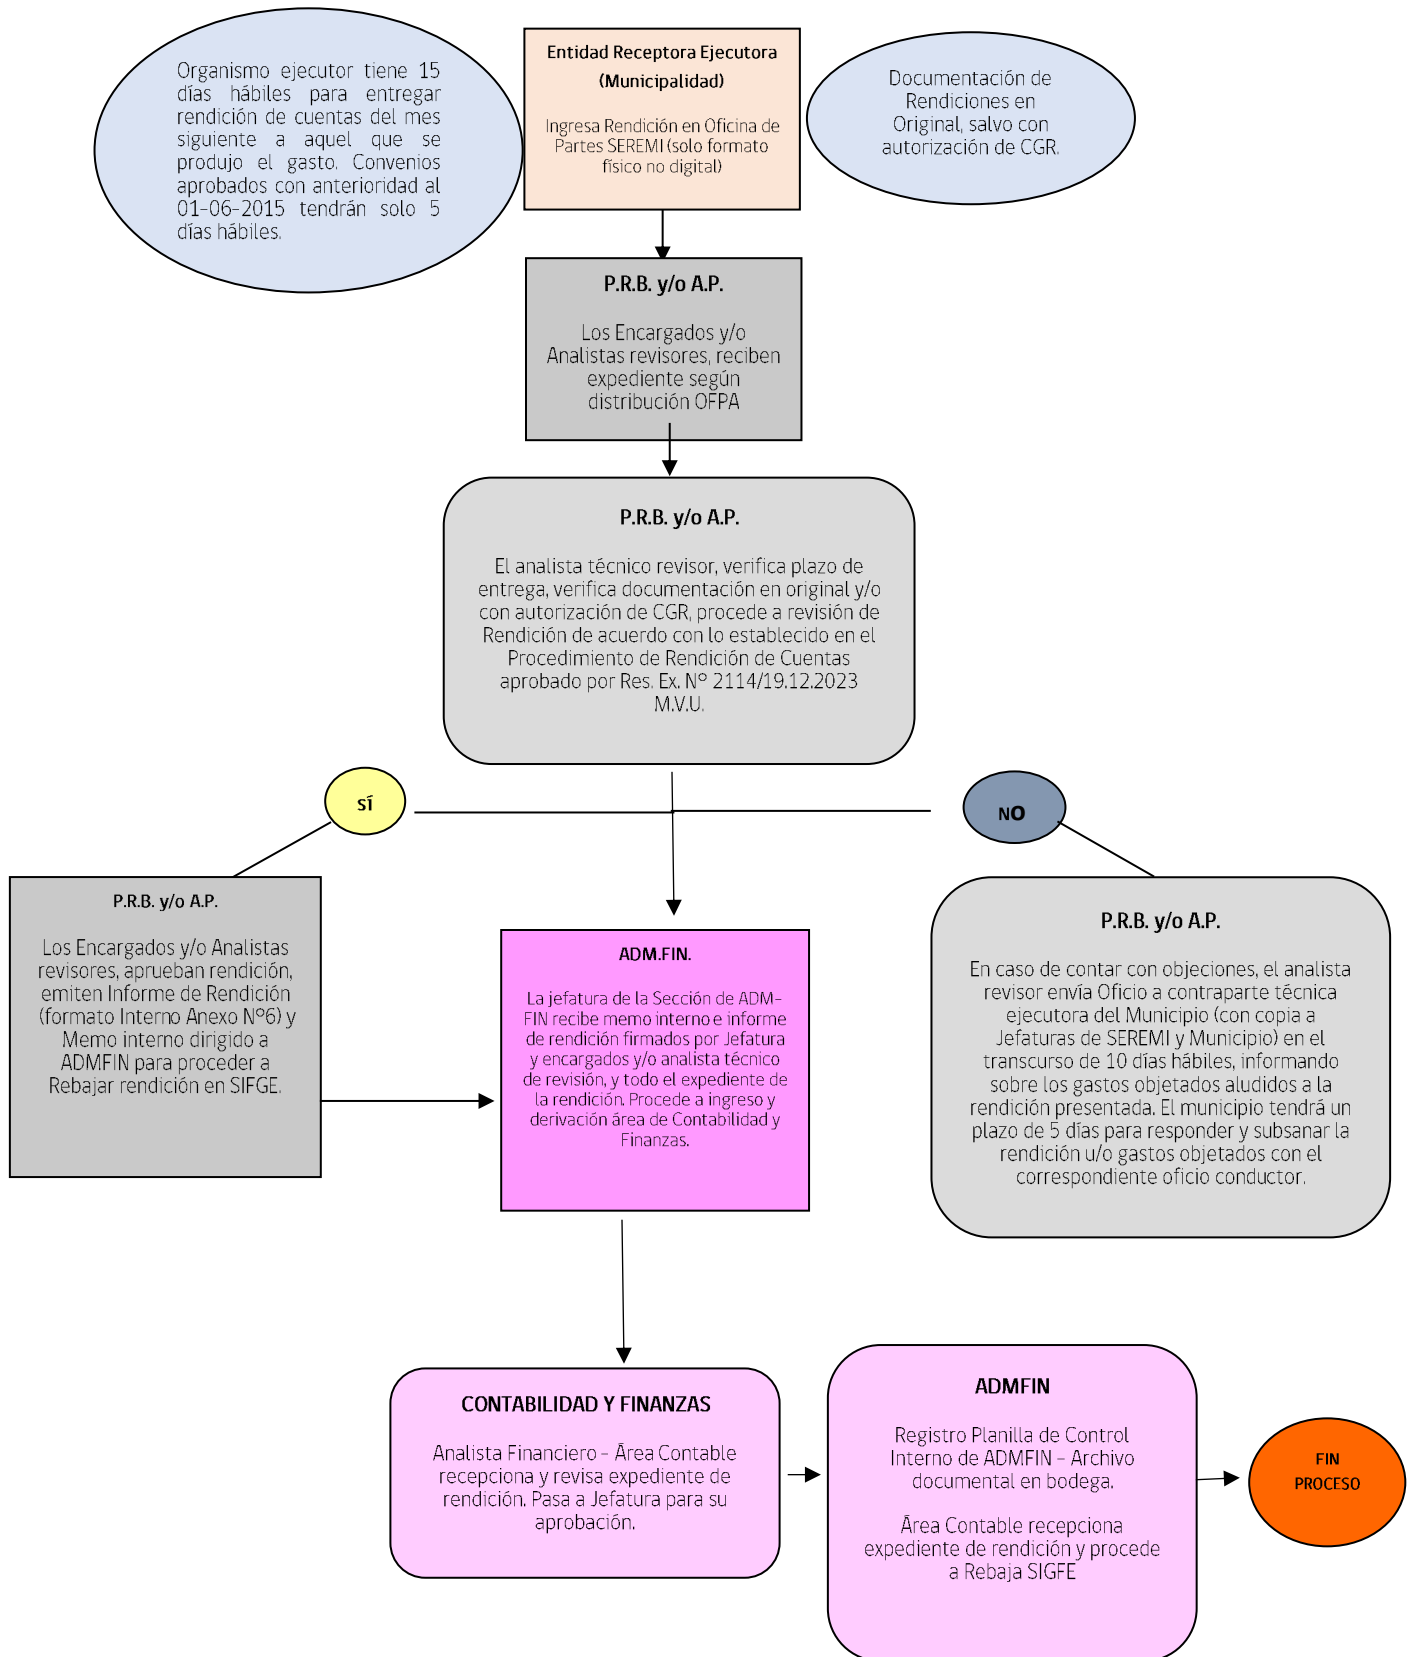 Organismo ejecutor tiene 15
días hábiles para entregar
rendición de cuentas del mes
siguiente a aquel que se
produjo el gasto. Convenios
aprobados con anterioridad al
01-06-2015 tendrán solo 5
días hábiles.
Entidad Receptora Ejecutora
(Municipalidad)
Ingresa Rendición en Oficina de
Partes SEREMI (solo formato
físico no digital)
Documentación de
Rendiciones en
Original, salvo con
autorización de CGR.
P.R.B. y/o A.P.
Los Encargados y/o
Analistas revisores, reciben
expediente según
distribución OFPA
P.R.B. y/o A.P.
El analista técnico revisor, verifica plazo de
entrega, verifica documentación en original y/o
con autorización de CGR, procede a revisión de
Rendición de acuerdo con lo establecido en el
Procedimiento de Rendición de Cuentas
aprobado por Res. Ex. N° 2114/19.12.2023
M.V.U.
SÍ
NO
P.R.B. y/o A.P.
Los Encargados y/o Analistas
revisores, aprueban rendición,
emiten Informe de Rendición
(formato Interno Anexo N°6) y
Memo interno dirigido a
ADMFIN para proceder a
Rebajar rendición en SIFGE.
ADM.FIN.
La jefatura de la Sección de ADM-
FIN recibe memo interno e informe
de rendición firmados por Jefatura
y encargados y/o analista técnico
de revisión, y todo el expediente de
la rendición. Procede a ingreso y
derivación área de Contabilidad y
Finanzas.
P.R.B. y/o A.P.
En caso de contar con objeciones, el analista
revisor envía Oficio a contraparte técnica
ejecutora del Municipio (con copia a
Jefaturas de SEREMI y Municipio) en el
transcurso de 10 días hábiles, informando
sobre los gastos objetados aludidos a la
rendición presentada. El municipio tendrá un
plazo de 5 días para responder y subsanar la
rendición u/o gastos objetados con el
correspondiente oficio conductor.
CONTABILIDAD Y FINANZAS
Analista Financiero – Área Contable
recepciona y revisa expediente de
rendición. Pasa a Jefatura para su
aprobación.
ADMFIN
Registro Planilla de Control
Interno de ADMFIN – Archivo
documental en bodega.
Área Contable recepciona
expediente de rendición y procede
a Rebaja SIGFE
FIN
PROCESO